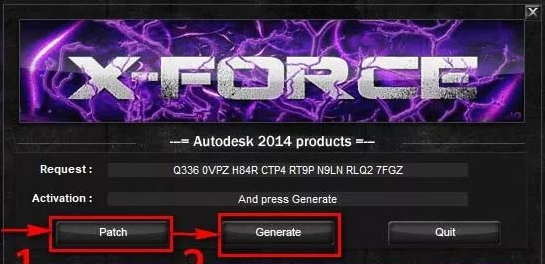 X-FORCE
---= Autodesk 2014 products =---
Request : Q336 0VPZ H84R CTP4 RT9P N9LN RLQ2 7FGZ
Activation : And press Generate
Patch Generate Quit
1 2